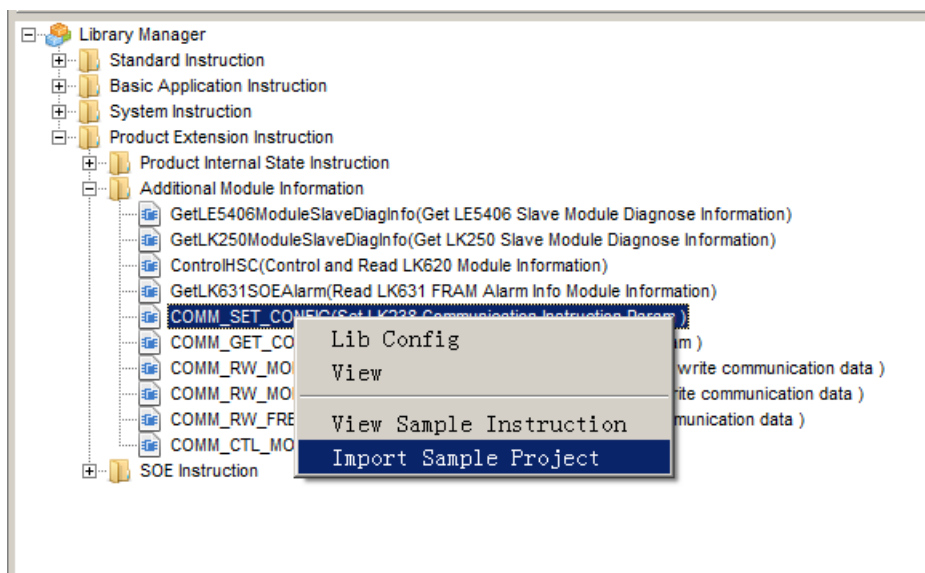 Library Manager
Standard Instruction
Basic Application Instruction
System Instruction
Product Extension Instruction
Product Internal State Instruction
Additional Module Information
GetLE5406ModuleSlaveDiagInfo(Get LE5406 Slave Module Diagnose Information)
GetLK250ModuleSlaveDiagInfo(Get LK250 Slave Module Diagnose Information)
ControlHSC(Control and Read LK620 Module Information)
GetLK631SOEAlarm(Read LK631 FRAM Alarm Info Module Information)
COMM_SET_CONFIG(Set LK238 Communication Instruction Param )
COMM_GET_CO am )
COMM_RW_MO write communication data )
COMM_RW_MO rite communication data )
COMM_RW_FRE munication data )
COMM_CTL_MO
SOE Instruction
Lib Config
View
View Sample Instruction
Import Sample Project